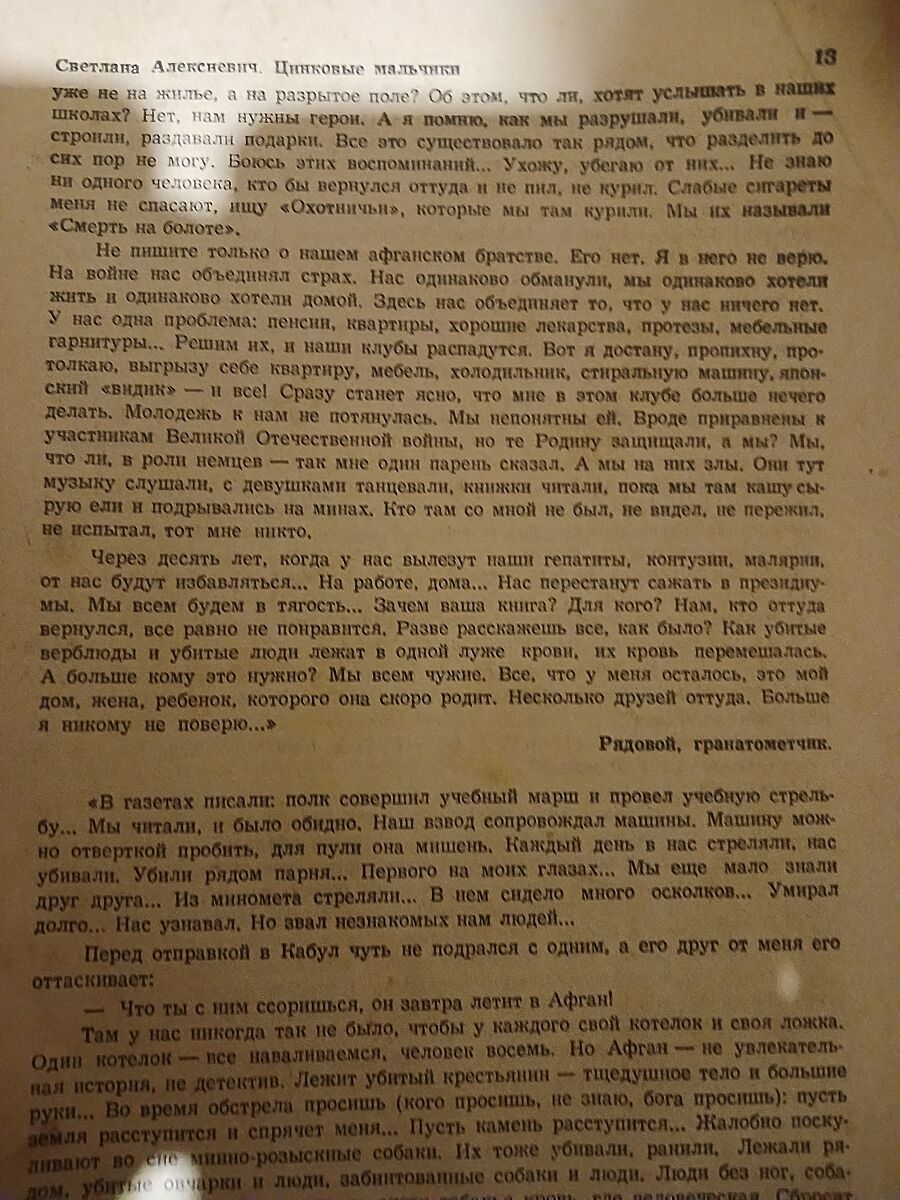 13
Светлана Алексиевич. Цинковые мальчики
уже не на жилье, а на разрытое поле? Об этом, что ли, хотят услышать в наших
школах? Нет, нам нужны герои. А я помню, как мы разрушали, убивали и —
строили, раздавали подарки. Все это существовало так рядом, что разделить до
сих пор не могу. Боюсь этих воспоминаний... Ухожу, убегаю от них... Не знаю
ни одного человека, кто бы вернулся оттуда и не пил, не курил. Слабые сигареты
меня не спасают, ищу «Охотничьи», которые мы там курили. Мы их называли
«Смерть на болоте».
Не пишите только о нашем афганском братстве. Его нет. Я в него не верю.
На войне нас объединял страх. Нас одинаково обманули, мы одинаково хотели
жить и одинаково хотели домой. Здесь нас объединяет то, что у нас ничего нет.
У нас одна проблема: пенсии, квартиры, хорошие лекарства, протезы, мебельные
гарнитуры... Решим их, и наши клубы распадутся. Вот я достану, пропихну, про-
толкаю, выгрызу себе квартиру, мебель, холодильник, стиральную машину, япон-
ский «видик» — и все! Сразу станет ясно, что мне в этом клубе больше нечего
делать. Молодежь к нам не потянулась. Мы непонятны ей. Вроде приравнены к
участникам Великой Отечественной войны, но те Родину защищали, а мы? Мы,
что ли, в роли немцев — так мне один парень сказал. А мы на них злы. Они тут
музыку слушали, с девушками танцевали, книжки читали, пока мы там кашу сы-
рую ели и подрывались на минах. Кто там со мной не был, не видел, не пережил,
не испытал, тот мне никто.
Через десять лет, когда у нас вылезут наши гепатиты, контузии, малярии,
от нас будут избавляться... На работе, дома... Нас перестанут сажать в президиу-
мы. Мы всем будем в тягость... Зачем ваша книга? Для кого? Нам, кто оттуда
вернулся, все равно не понравится. Разве расскажешь все, как было? Как убитые
верблюды и убитые люди лежат в одной луже крови, их кровь перемешалась.
А больше кому это нужно? Мы всем чужие. Все, что у меня осталось, это мой
дом, жена, ребенок, которого она скоро родит. Несколько друзей оттуда. Больше
я никому не поверю...»
Рядовой, гранатометчик.
«В газетах писали: полк совершил учебный марш и провел учебную стрель-
бу... Мы читали, и было обидно. Наш взвод сопровождал машины. Машину мож-
но отверткой пробить, для пули она мишень. Каждый день в нас стреляли, нас
убивали. Убили рядом парня... Первого на моих глазах... Мы еще мало знали
друг друга... Из миномета стреляли... В нем сидело много осколков... Умирал
долго... Нас узнавал. Но звал незнакомых нам людей...
Перед отправкой в Кабул чуть не подрался с одним, а его друг от меня его
оттаскивает:
— Что ты с ним ссоришься, он завтра летит в Афган!
Там у нас никогда так не было, чтобы у каждого свой котелок и своя ложка.
Один котелок — все наваливаемся, человек восемь. Но Афган — не увлекатель-
ная история, не детектив. Лежит убитый крестьянин — тщедушное тело и большие
руки... Во время обстрела просишь (кого просишь, не знаю, бога просишь): пусть
земля расступится и спрячет меня... Пусть камень расступится... Жалобно поску-
ливают во сне минно-розыскные собаки. Их тоже убивали, ранили. Лежали ря-
дом, убитые овчарки и люди, забинтованные собаки и люди. Люди без ног, соба-
кровь, где человеческая.